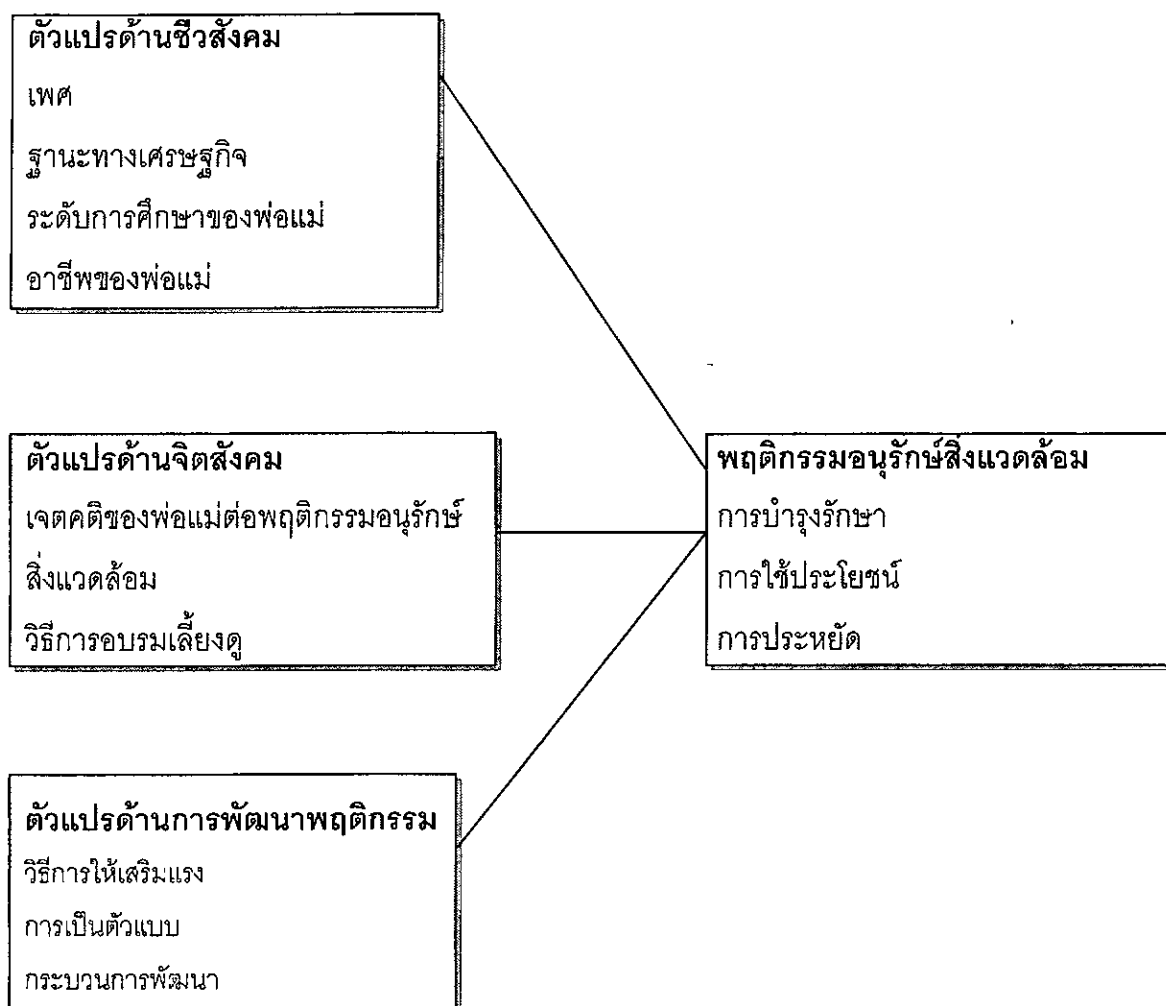 ตัวแปรด้านชีวสังคม
เพศ
ฐานะทางเศรษฐกิจ
ระดับการศึกษาของพ่อแม่
อาชีพของพ่อแม่
ตัวแปรด้านจิตสังคม
เจตคติของพ่อแม่ต่อพฤติกรรมอนุรักษ์
สิ่งแวดล้อม
วิธีการอบรมเลี้ยงดู
พฤติกรรมอนุรักษ์สิ่งแวดล้อม
การบำรุงรักษา
การใช้ประโยชน์
การประหยัด
ตัวแปรด้านการพัฒนาพฤติกรรม
วิธีการให้เสริมแรง
การเป็นตัวแบบ
กระบวนการพัฒนา